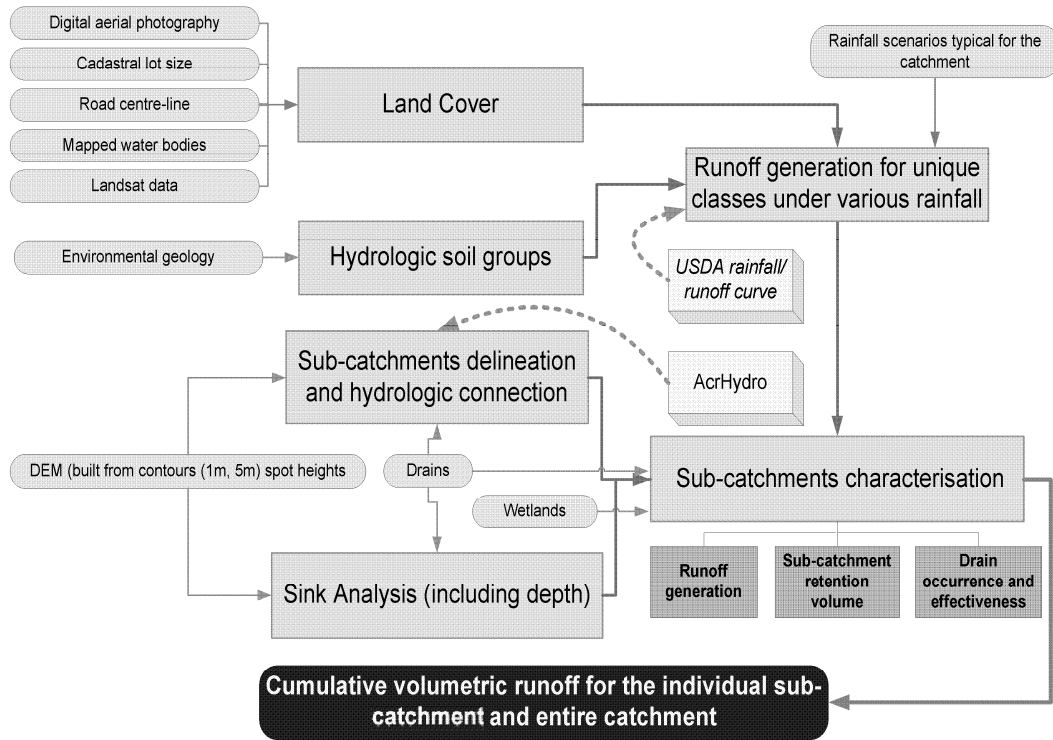 Digital aerial photography
Cadastral lot size
Road centre-line
Mapped water bodies
Landsat data
Land Cover
Rainfall scenarios typical for the
catchment
Runoff generation for unique
classes under various rainfall
Environmental geology
Hydrologic soil groups
USDA rainfall/
runoff curve
Sub-catchments delineation
and hydrologic connection
AcrHydro
DEM (built from contours (1m, 5m) spot heights
Drains
Wetlands
Sub-catchments characterisation
Sink Analysis (including depth)
Runoff
generation
Sub-catchment
retention
volume
Drain
occurrence and
effectiveness
Cumulative volumetric runoff for the individual sub-
catchment and entire catchment